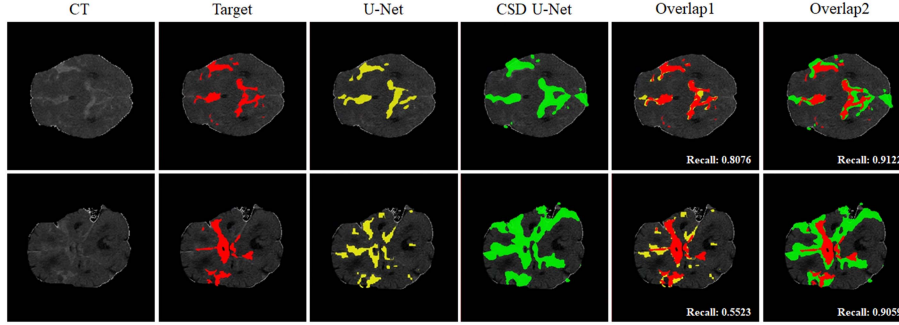 CT Target U-Net CSD U-Net Overlap1 Overlap2
Recall: 0.8076 Recall: 0.9122
Recall: 0.5523 Recall: 0.9059